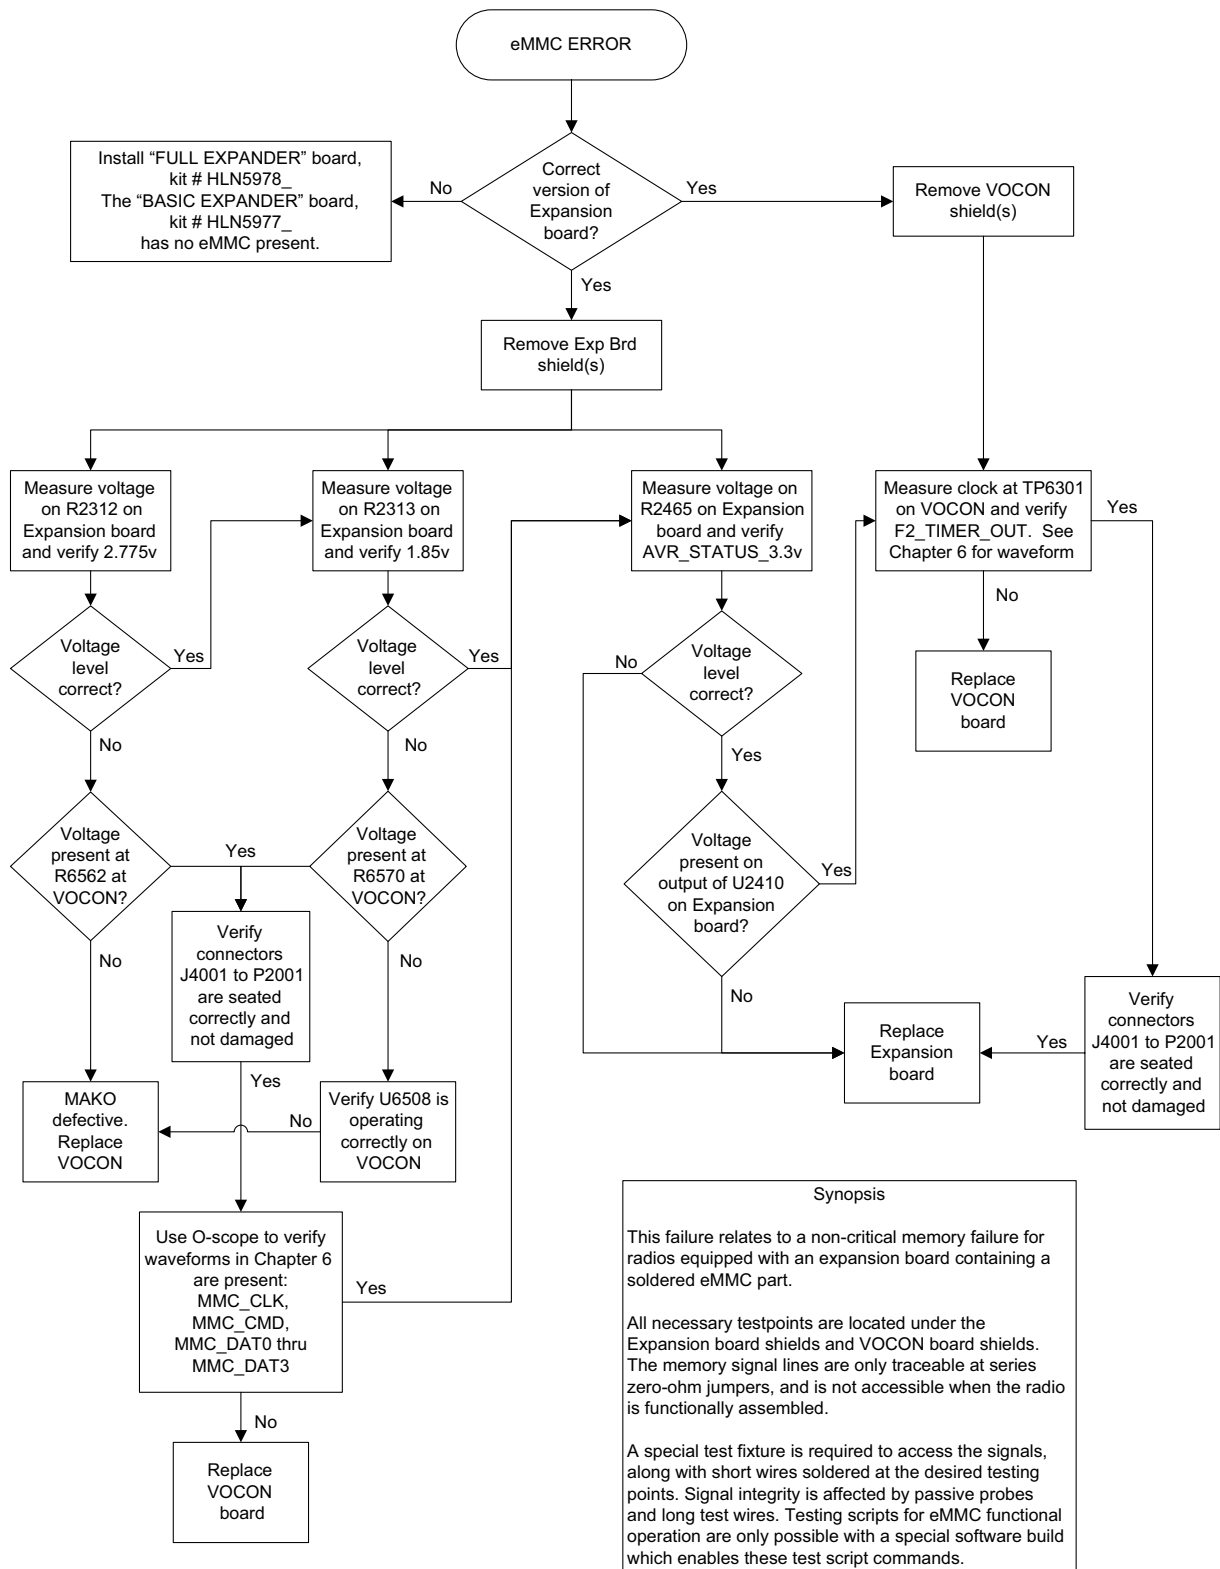 eMMC ERROR
Install “FULL EXPANDER” board,
kit # HLN5978_
The “BASIC EXPANDER” board,
kit # HLN5977_
has no eMMC present.
No
Correct
version of
Expansion
board?
Yes
Remove VOCON
shield(s)
Yes
Remove Exp Brd
shield(s)
Measure voltage
on R2312 on
Expansion board
and verify 2.775v
Measure voltage
on R2313 on
Expansion board
and verify 1.85v
Measure voltage on
R2465 on Expansion
board and verify
AVR_STATUS_3.3v
Measure clock at TP6301
on VOCON and verify
F2_TIMER_OUT.  See
Chapter 6 for waveform
Yes
No
Voltage
level
correct?
Yes
Voltage
level
correct?
Yes
No
Voltage
level
correct?
Replace
VOCON
board
No
No
Yes
Voltage
present at
R6562 at
VOCON?
Yes
Voltage
present at
R6570 at
VOCON?
Voltage
present on
output of U2410
on Expansion
board?
Yes
No
Verify
connectors
J4001 to P2001
are seated
correctly and
not damaged
No
No
Replace
Expansion
board
Yes
Verify
connectors
J4001 to P2001
are seated
correctly and
not damaged
Yes
MAKO
defective.
Replace
VOCON
No
Verify U6508 is
operating
correctly on
VOCON
Use O-scope to verify
waveforms in Chapter 6
are present:
MMC_CLK,
MMC_CMD,
MMC_DAT0 thru
MMC_DAT3
Yes
No
Replace
VOCON
board
Synopsis
This failure relates to a non-critical memory failure for
radios equipped with an expansion board containing a
soldered eMMC part.
All necessary testpoints are located under the
Expansion board shields and VOCON board shields.
The memory signal lines are only traceable at series
zero-ohm jumpers, and is not accessible when the radio
is functionally assembled.
A special test fixture is required to access the signals,
along with short wires soldered at the desired testing
points. Signal integrity is affected by passive probes
and long test wires. Testing scripts for eMMC functional
operation are only possible with a special software build
which enables these test script commands.